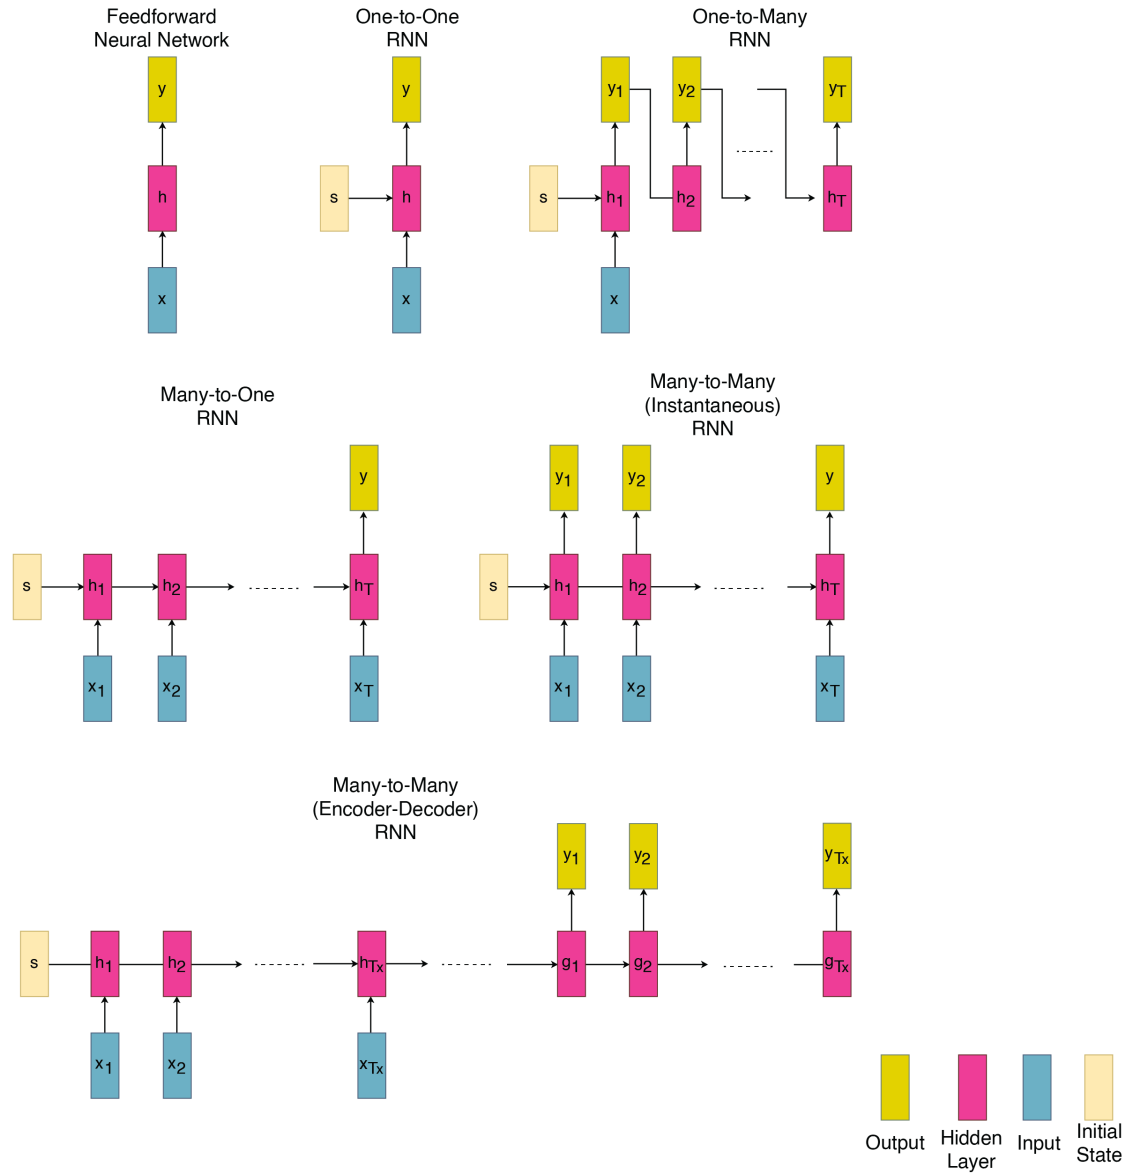 Feedforward
Neural Network
One-to-One
RNN
One-to-Many
RNN
y
y
y1
y2
yT
h
s
h
s
h1
h2
hT
x
x
x
Many-to-One
RNN
Many-to-Many
(Instantaneous)
RNN
y
y1
y2
y
s
h1
h2
hT
s
h1
h2
hT
x1
x2
xT
x1
x2
xT
Many-to-Many
(Encoder-Decoder)
RNN
y1
y2
yTx
s
h1
h2
hTx
g1
g2
gTx
x1
x2
xTx
Output
Hidden
Layer
Input
Initial
State